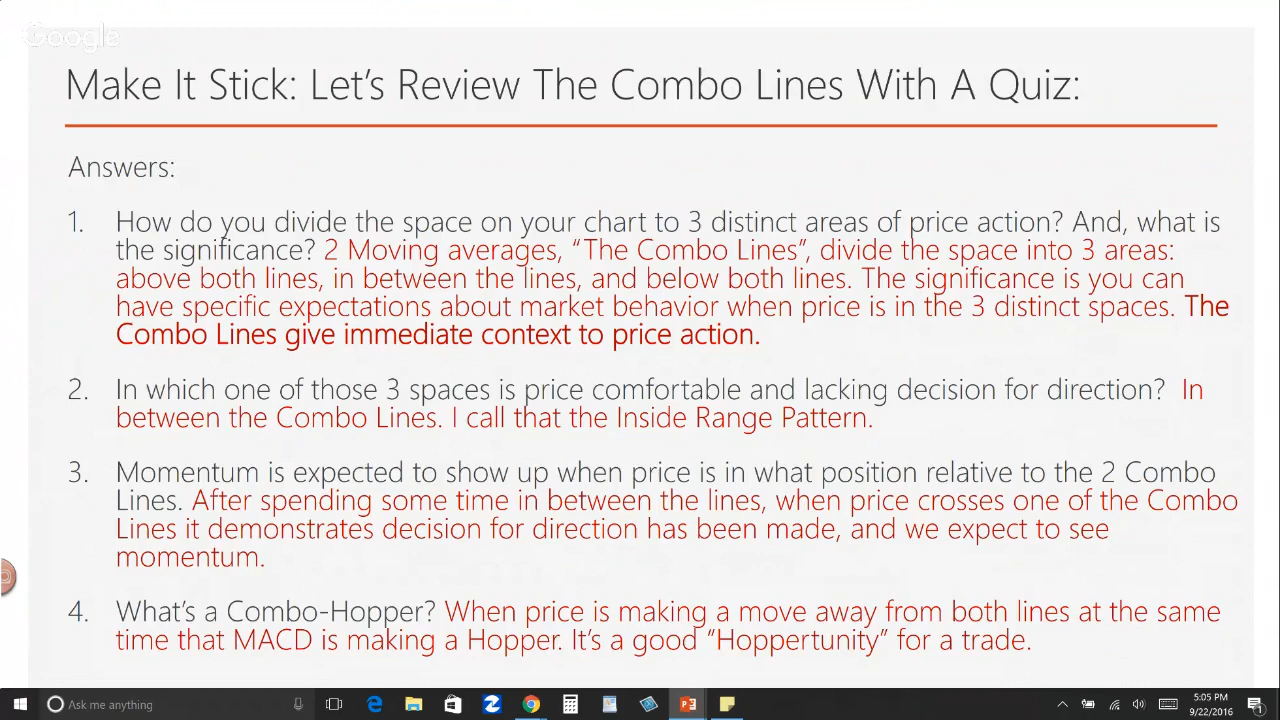 Google
Make It Stick: Let's Review The Combo Lines With A Quiz:
Answers:
1. How do you divide the space on your chart to 3 distinct areas of price action? And, what is
the significance? 2 Moving averages, "The Combo Lines", divide the space into 3 areas:
above both lines, in between the lines, and below both lines. The significance is you can
have specific expectations about market behavior when price is in the 3 distinct spaces. The
Combo Lines give immediate context to price action.
2. In which one of those 3 spaces is price comfortable and lacking decision for direction? In
between the Combo Lines. I call that the Inside Range Pattern.
3. Momentum is expected to show up when price is in what position relative to the 2 Combo
Lines. After spending some time in between the lines, when price crosses one of the Combo
Lines it demonstrates decision for direction has been made, and we expect to see
momentum.
4. What's a Combo-Hopper? When price is making a move away from both lines at the same
time that MACD is making a Hopper. It's a good "Hoppertunity" for a trade.
Ask me anything
5:05 PM
9/22/2016